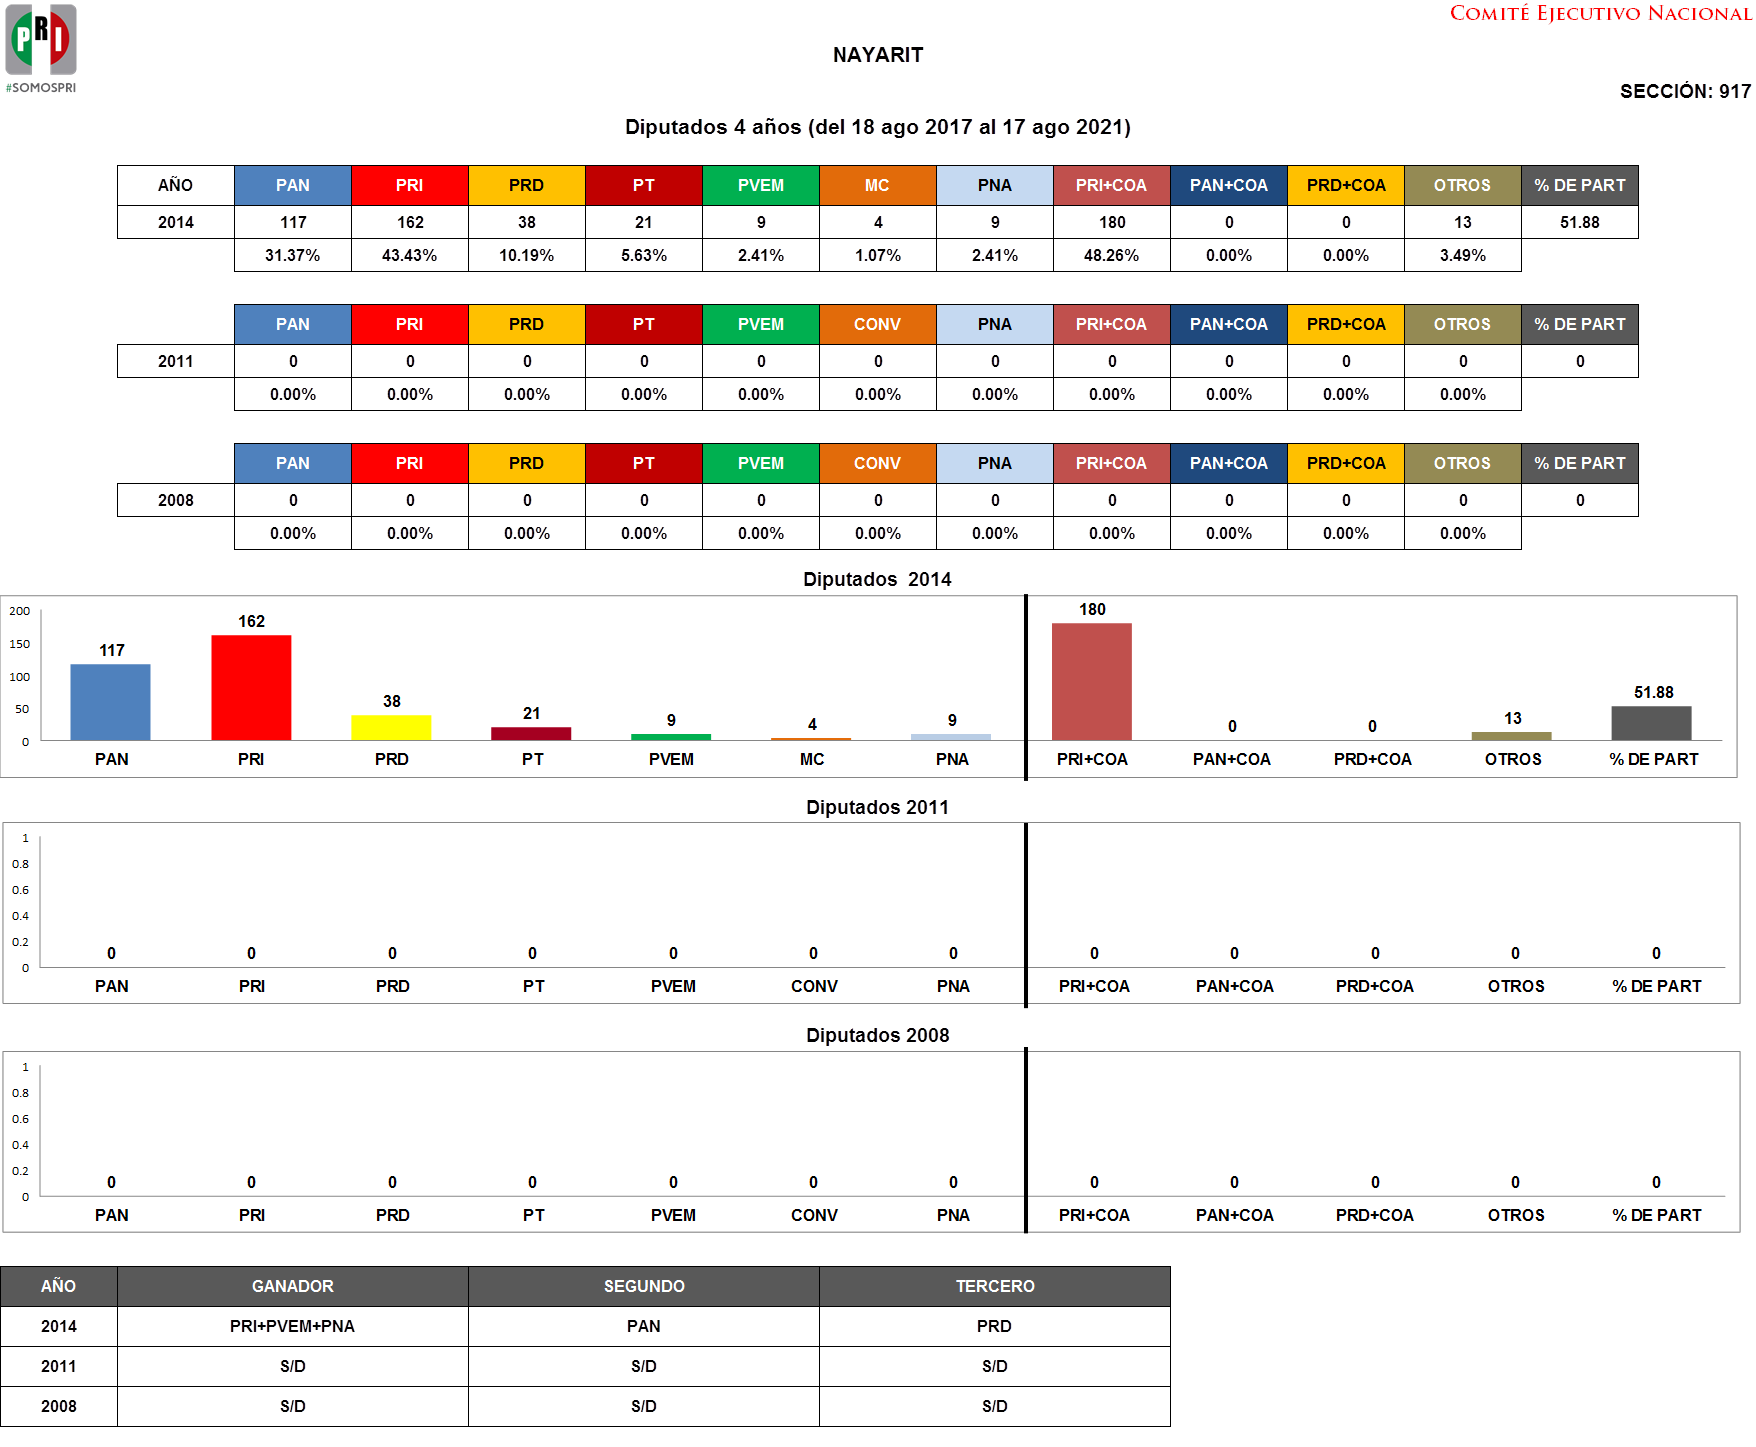 COMITÉ EJECUTIVO NACIONAL
PRI
#SOMOSPRI
NAYARIT
SECCIÓN: 917
Diputados 4 años (del 18 ago 2017 al 17 ago 2021)
AÑO PAN PRI PRD PT PVEM MC PNA PRI+COA PAN+COA PRD+COA OTROS % DE PART
2014 117 162 38 21 9 4 9 180 0 0 13 51.88
31.37% 43.43% 10.19% 5.63% 2.41% 1.07% 2.41% 48.26% 0.00% 0.00% 3.49%
PAN PRI PRD PT PVEM CONV PNA PRI+COA PAN+COA PRD+COA OTROS % DE PART
2011 0 0 0 0 0 0 0 0 0 0 0 0
0.00% 0.00% 0.00% 0.00% 0.00% 0.00% 0.00% 0.00% 0.00% 0.00% 0.00%
PAN PRI PRD PT PVEM CONV PNA PRI+COA PAN+COA PRD+COA OTROS % DE PART
2008 0 0 0 0 0 0 0 0 0 0 0 0
0.00% 0.00% 0.00% 0.00% 0.00% 0.00% 0.00% 0.00% 0.00% 0.00% 0.00%
Diputados 2014
200
150
100
50
0
117 162 38 21 9 4 9 180 0 0 13 51.88
PAN PRI PRD PT PVEM MC PNA PRI+COA PAN+COA PRD+COA OTROS % DE PART
Diputados 2011
1
0.8
0.6
0.4
0.2
0
0 0 0 0 0 0 0 0 0 0 0 0
PAN PRI PRD PT PVEM CONV PNA PRI+COA PAN+COA PRD+COA OTROS % DE PART
Diputados 2008
1
0.8
0.6
0.4
0.2
0
0 0 0 0 0 0 0 0 0 0 0 0
PAN PRI PRD PT PVEM CONV PNA PRI+COA PAN+COA PRD+COA OTROS % DE PART
AÑO GANADOR SEGUNDO TERCERO
2014 PRI+PVEM+PNA PAN PRD
2011 S/D S/D S/D
2008 S/D S/D S/D